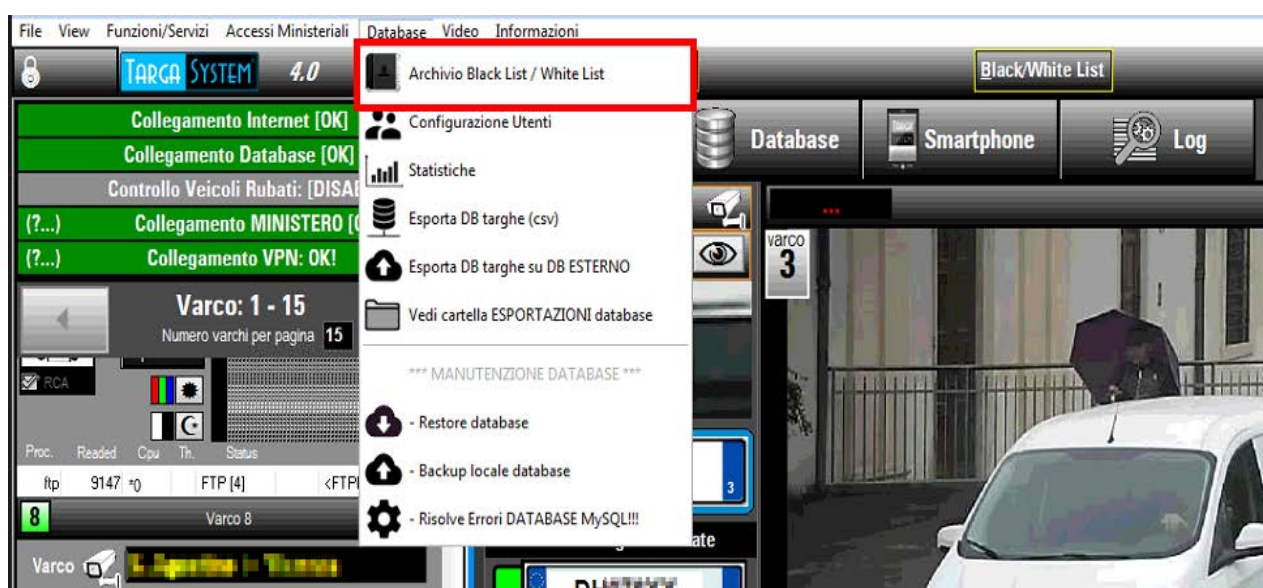 File View Funzioni/Servizi Accessi Ministeriali Database Video Informazioni
TARGA SYSTEM 4.0
Archivio Black List / White List
Black/White List
Collegamento Internet [OK]
Collegamento Database [OK]
Controllo Veicoli Rubati: [DISAB
(?...) Collegamento MINISTERO [O
(?...) Collegamento VPN: OK!
Configurazione Utenti
Statistiche
Esporta DB targhe (csv)
Esporta DB targhe su DB ESTERNO
Vedi cartella ESPORTAZIONI database
*** MANUTENZIONE DATABASE ***
- Restore database
- Backup locale database
- Risolve Errori DATABASE MySQL!!!
Database
Smartphone
Log
...
varco
3
Varco: 1 - 15
Numero varchi per pagina 15
RCA
Proc. Readed Cpu Th. Status
ftp 9147 *0 FTP [4] <FTP
8 Varco 8
Varco
3
ate